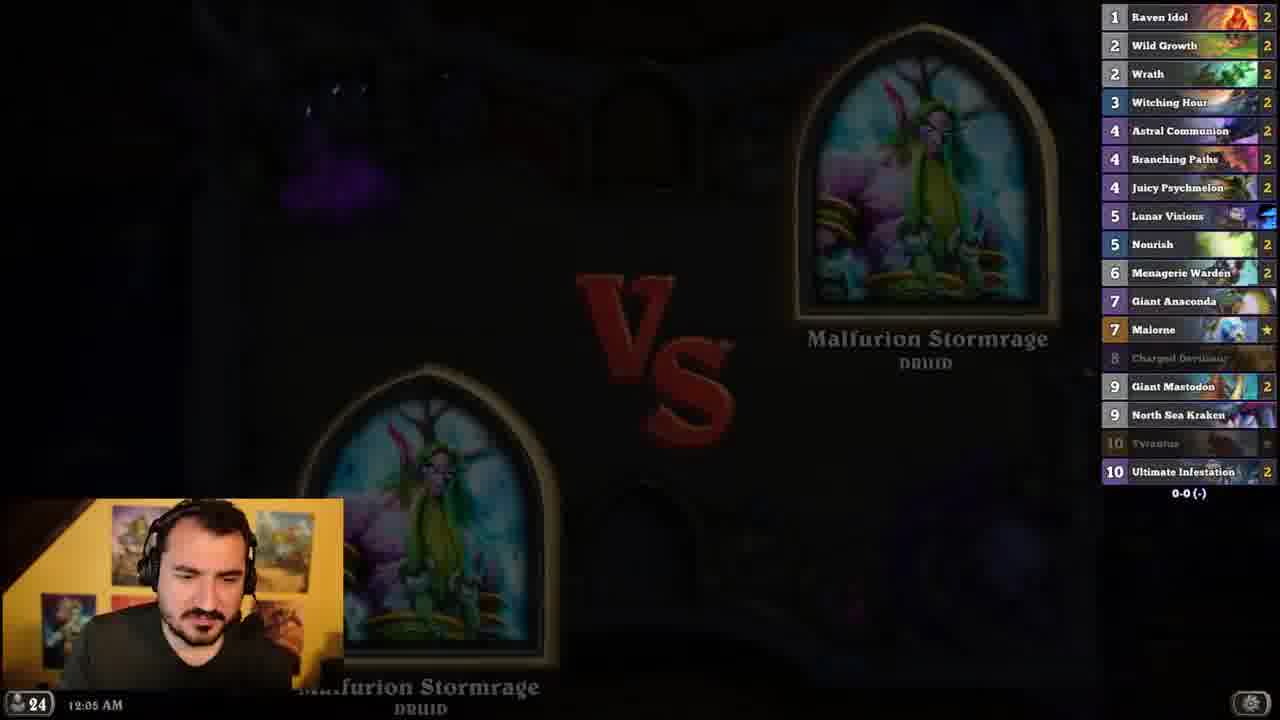 Malfurion Stormrage
DRUID
VS
Malfurion Stormrage
DRUID
24
12:05 AM
1 Raven Idol 2
2 Wild Growth 2
2 Wrath 2
3 Witching Hour 2
4 Astral Communion 2
4 Branching Paths 2
4 Juicy Psychmelon 2
5 Lunar Visions
5 Nourish 2
6 Menagerie Warden 2
7 Giant Anaconda
7 Malorne
8 Charged Devilsaur
9 Giant Mastodon 2
9 North Sea Kraken
10 Tyrantus
10 Ultimate Infestation 2
0-0 (-)